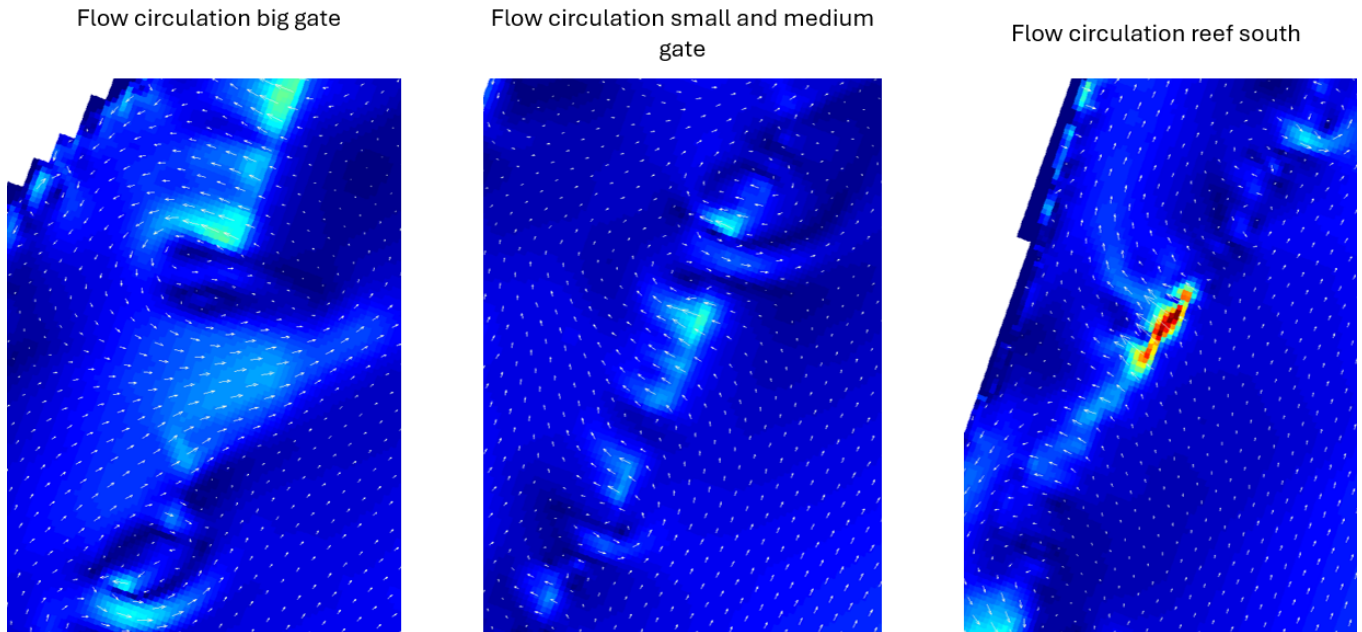 Flow circulation big gate
Flow circulation small and medium
gate
Flow circulation reef south